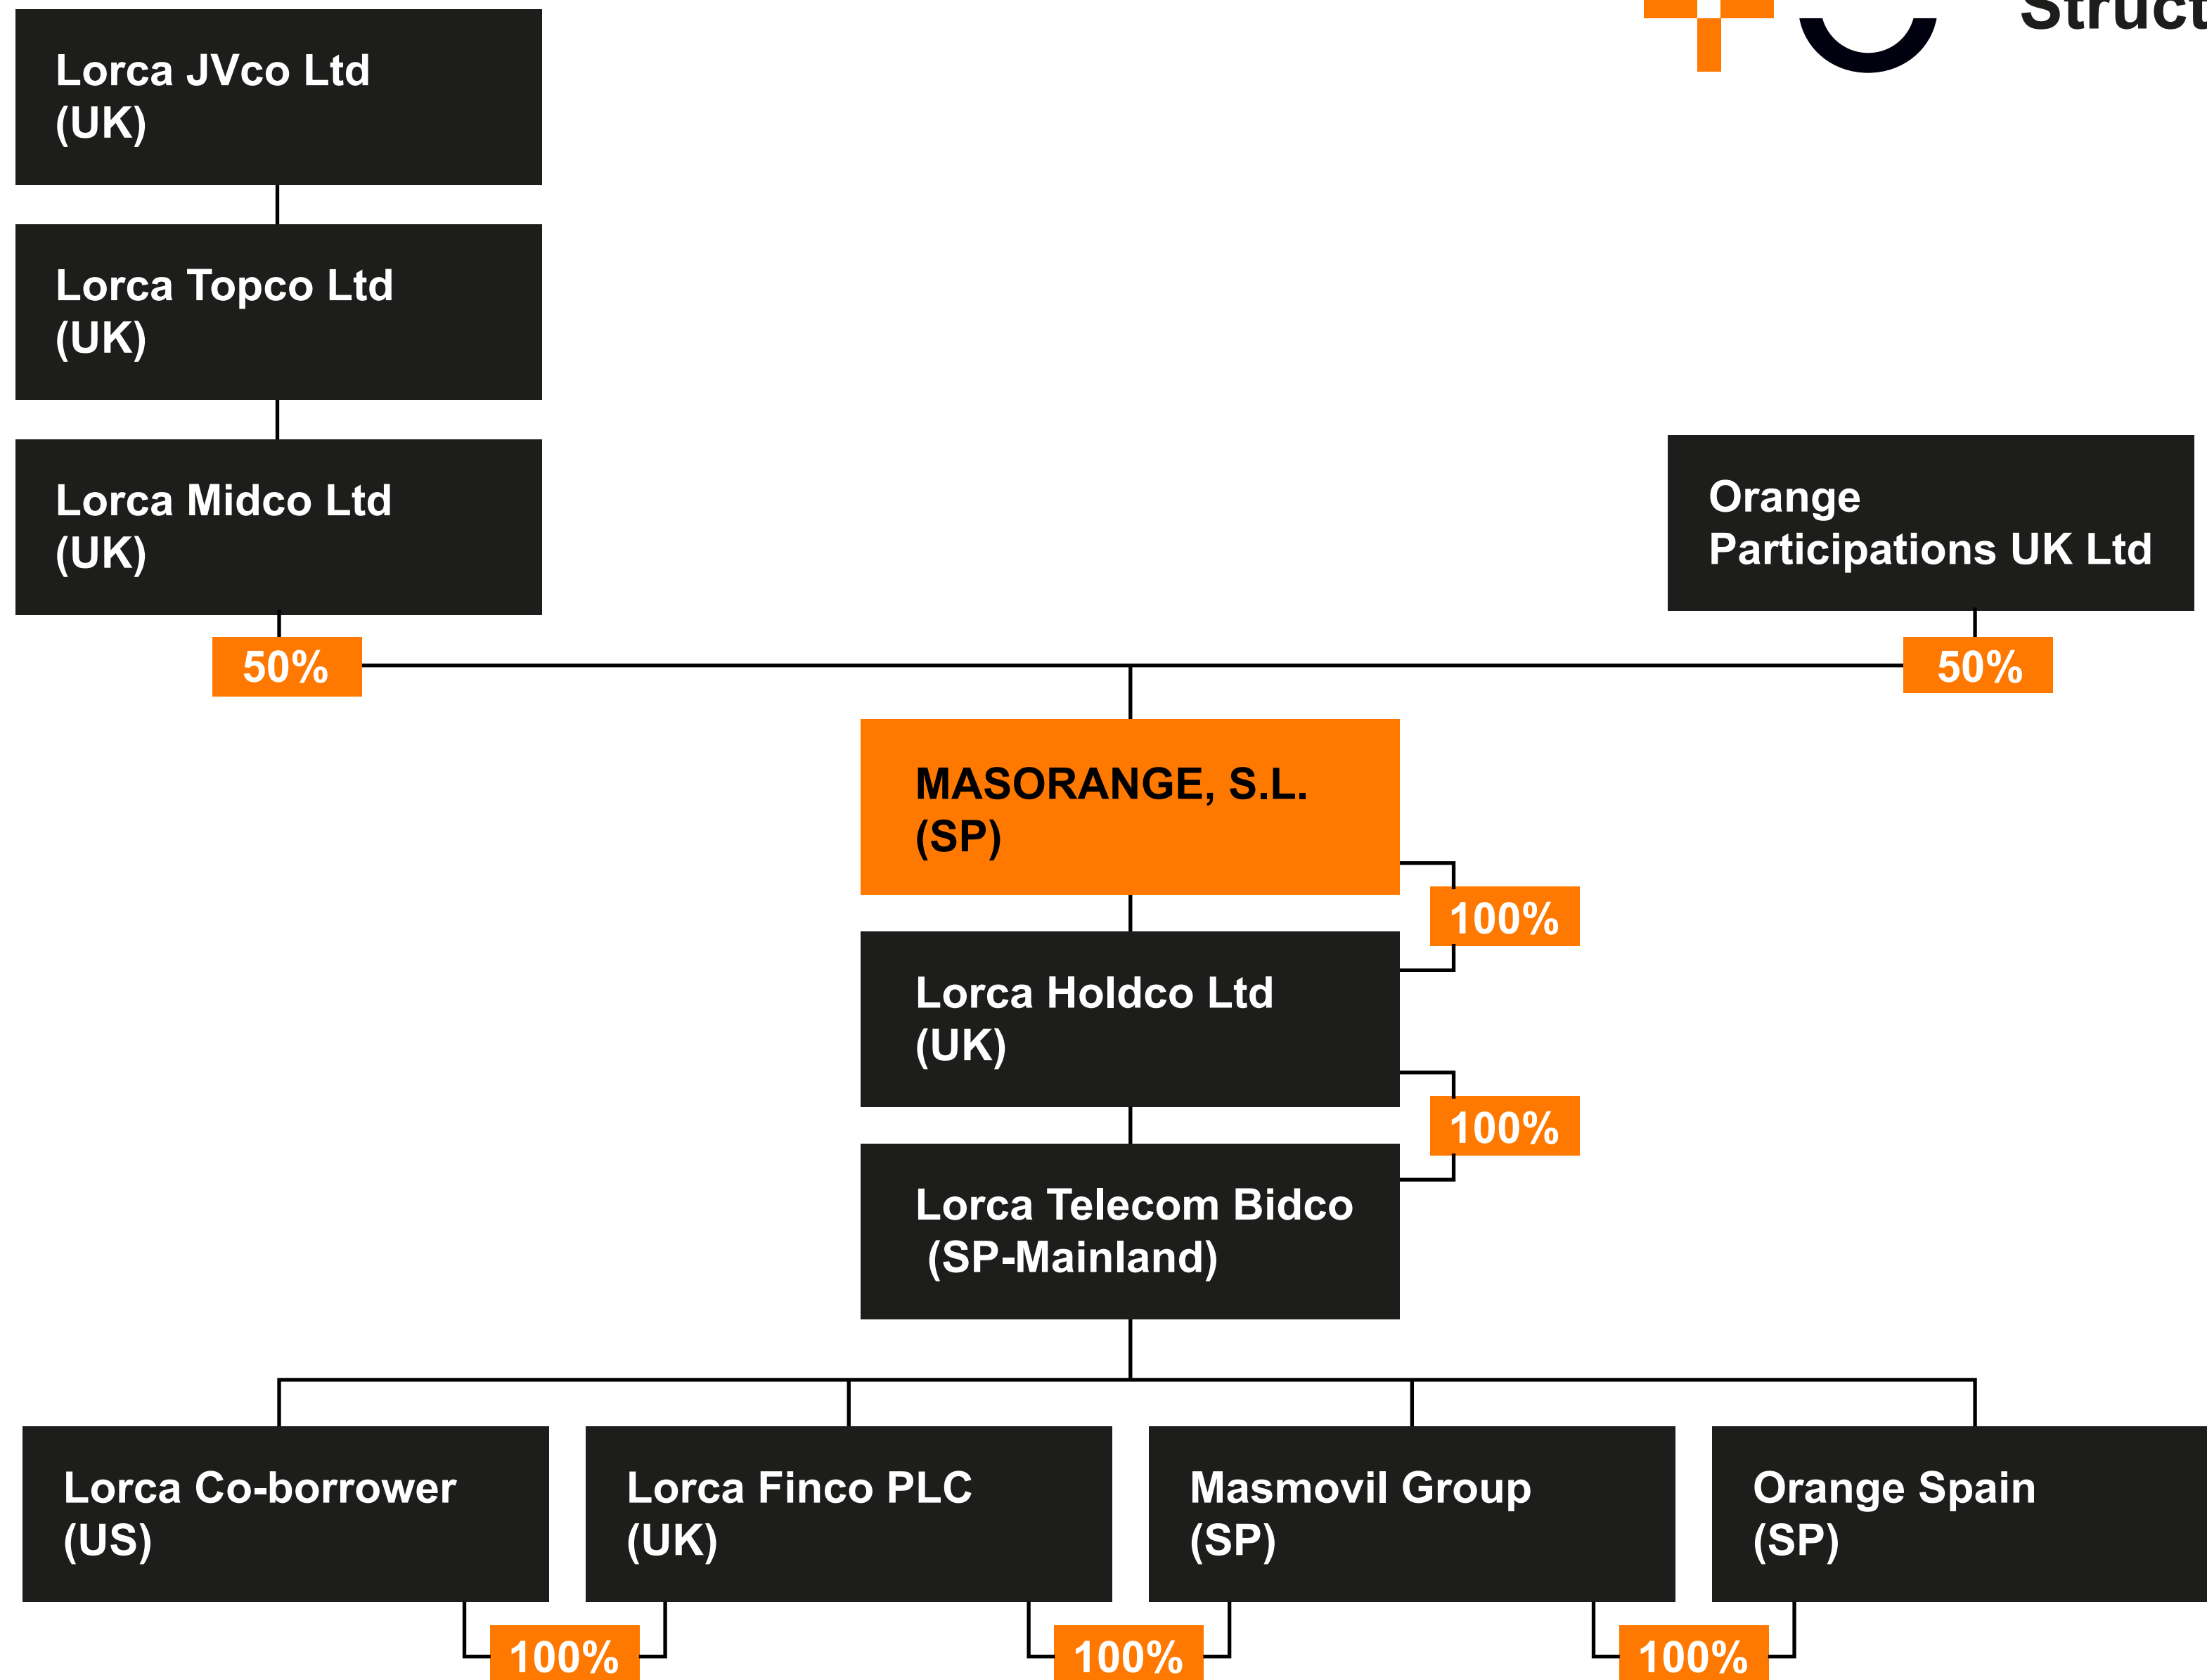 Lorca JVco Ltd
(UK)
Lorca Topco Ltd
(UK)
Lorca Midco Ltd
(UK)
Orange
Participations UK Ltd
50%
50%
MASORANGE, S.L.
(SP)
100%
Lorca Holdco Ltd
(UK)
100%
Lorca Telecom Bidco
(SP-Mainland)
Lorca Co-borrower
(US)
Lorca Finco PLC
(UK)
Masmovil Group
(SP)
Orange Spain
(SP)
100%
100%
100%